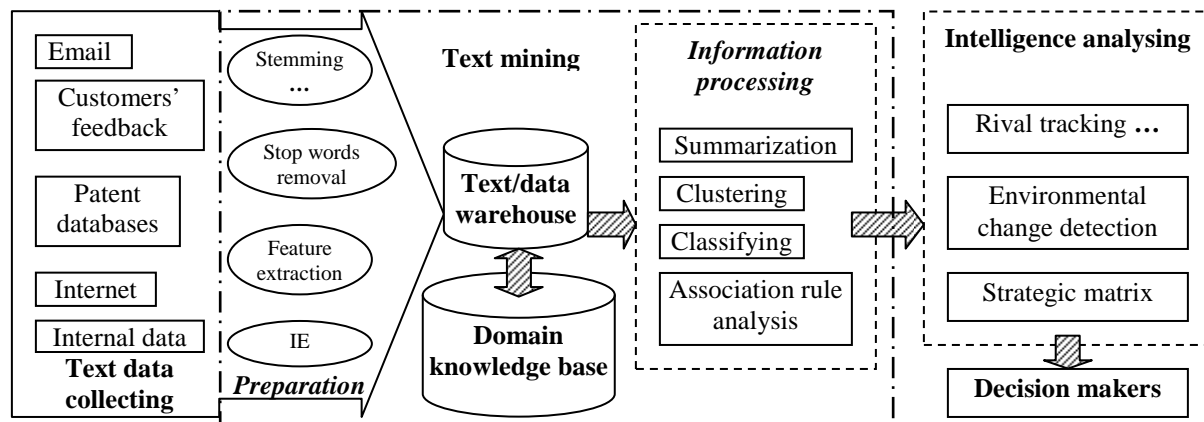 Email
Customers'
feedback
Patent
databases
Internet
Internal data
Text data
collecting
Stemming
...
Stop words
removal
Feature
extraction
IE
Preparation
Text mining
Text/data
warehouse
Domain
knowledge base
Information
processing
Summarization
Clustering
Classifying
Association rule
analysis
Intelligence analysing
Rival tracking ...
Environmental
change detection
Strategic matrix
Decision makers